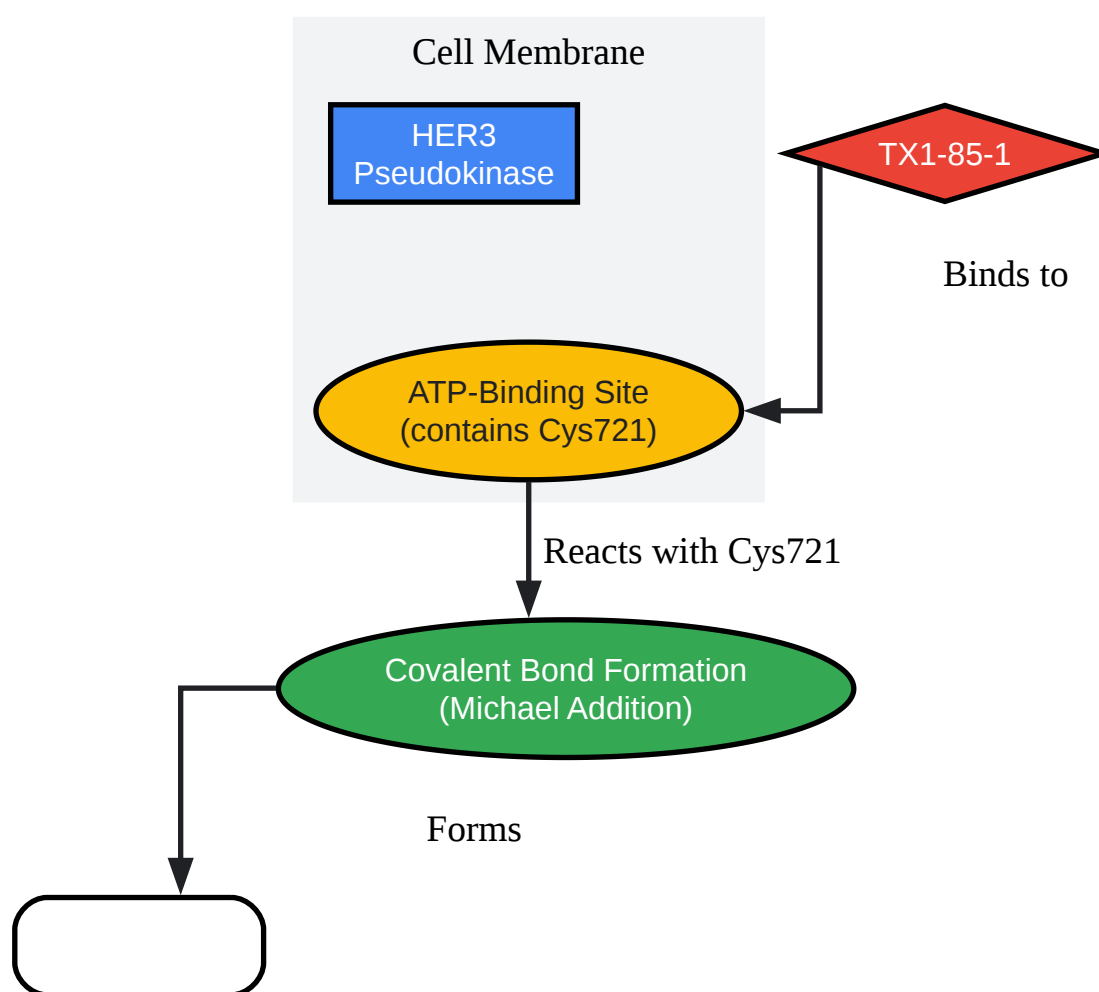 Cell Membrane
HER3
Pseudokinase
TX1-85-1
Binds to
ATP-Binding Site
(contains Cys721)
Reacts with Cys721
Covalent Bond Formation
(Michael Addition)
Forms